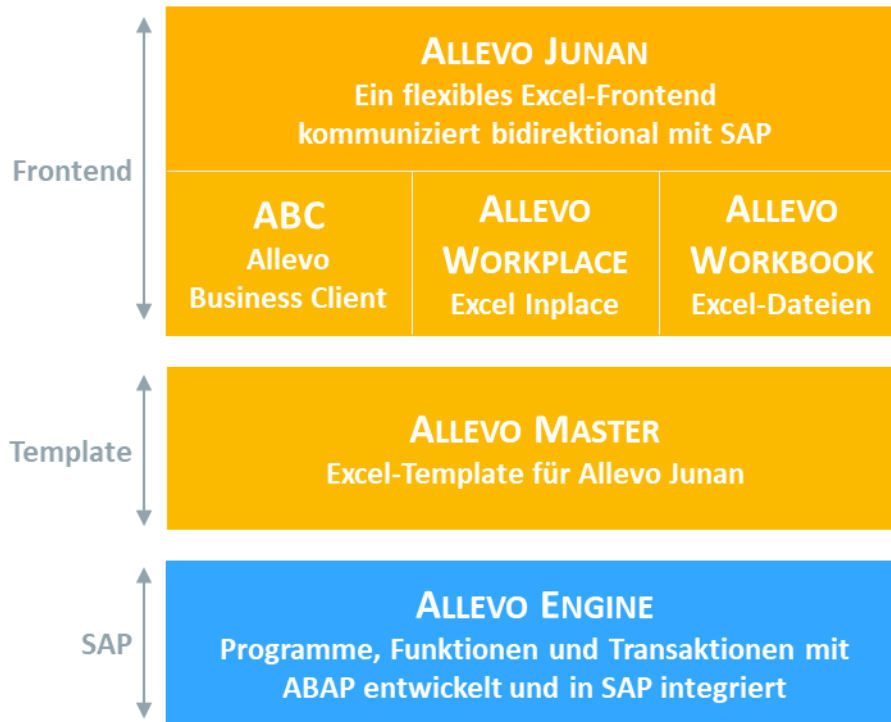 ALLEVO JUNAN
Ein flexibles Excel-Frontend
kommuniziert bidirektional mit SAP
Frontend
ABC
Allevo
Business Client
ALLEVO
WORKPLACE
Excel Inplace
ALLEVO
WORKBOOK
Excel-Dateien
Template
ALLEVO MASTER
Excel-Template für Allevo Junan
SAP
ALLEVO ENGINE
Programme, Funktionen und Transaktionen mit
ABAP entwickelt und in SAP integriert